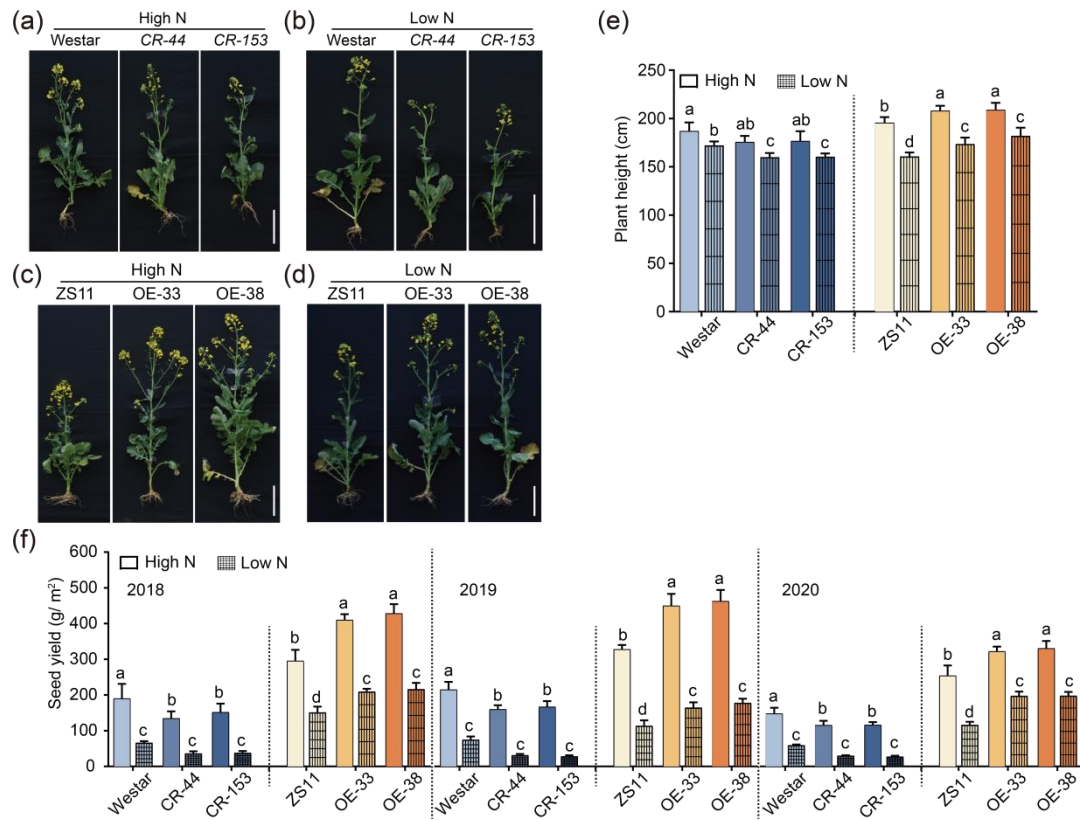 (a)
High N
Westar CR-44 CR-153
(b)
Low N
Westar CR-44 CR-153
(c)
High N
ZS11 OE-33 OE-38
(d)
Low N
ZS11 OE-33 OE-38
(e)
Plant height (cm)
250
200
150
100
50
0
High N Low N
a b ab c ab c b d a c a c
Westar CR-44 CR-153 ZS11 OE-33 OE-38
(f)
Seed yield (g/ m²)
600
400
300
200
100
0
High N Low N
2018 2019 2020
a c b c b c b d a c a c a c b c b c b d a c a c a c b c b c b d a c a c
Westar CR-44 CR-153 ZS11 OE-33 OE-38 Westar CR-44 CR-153 ZS11 OE-33 OE-38 Westar CR-44 CR-153 ZS11 OE-33 OE-38